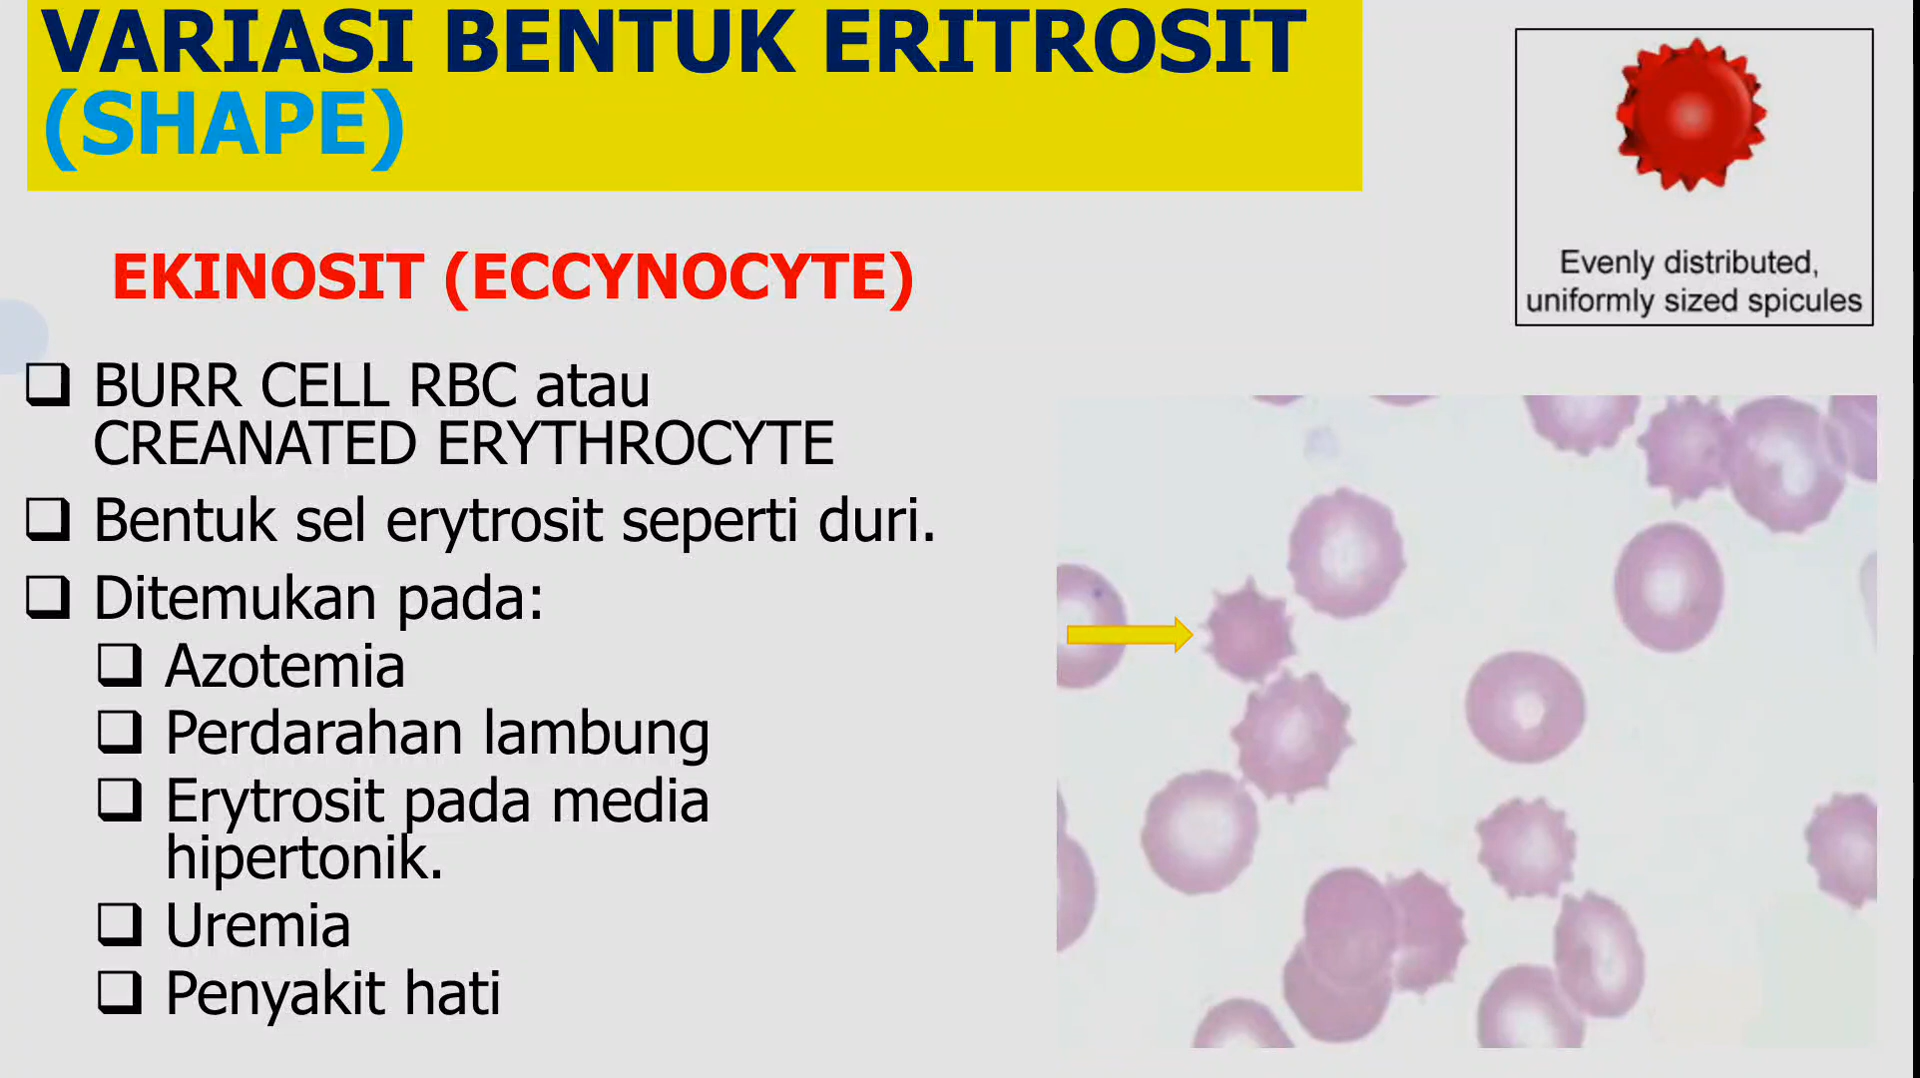 VARIASI BENTUK ERITROSIT
(SHAPE)
Evenly distributed,
uniformly sized spicules
EKINOSIT (ECCYNOCYTE)
BURR CELL RBC atau
CREANATED ERYTHROCYTE
Bentuk sel erytrosit seperti duri.
Ditemukan pada:
Azotemia
Perdarahan lambung
Erytrosit pada media
hipertonik.
Uremia
Penyakit hati